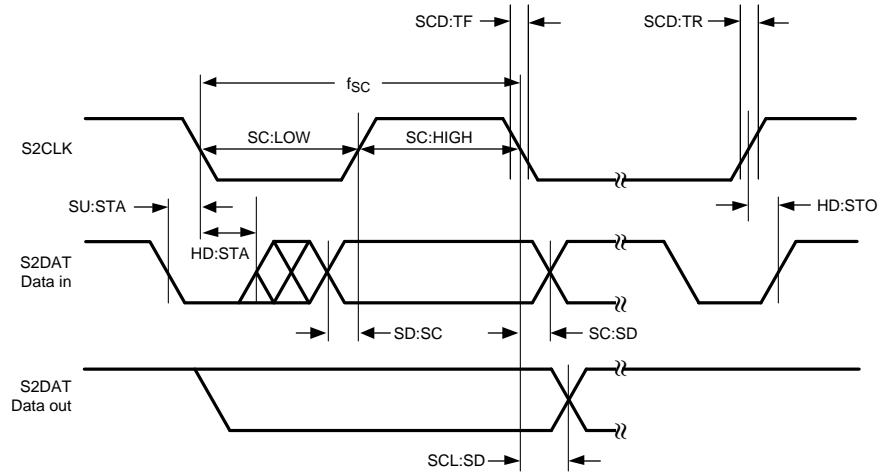 SCD:TF
SCD:TR
fSC
S2CLK
SC:LOW
SC:HIGH
SU:STA
HD:STO
HD:STA
S2DAT
Data in
SD:SC
SC:SD
S2DAT
Data out
SCL:SD